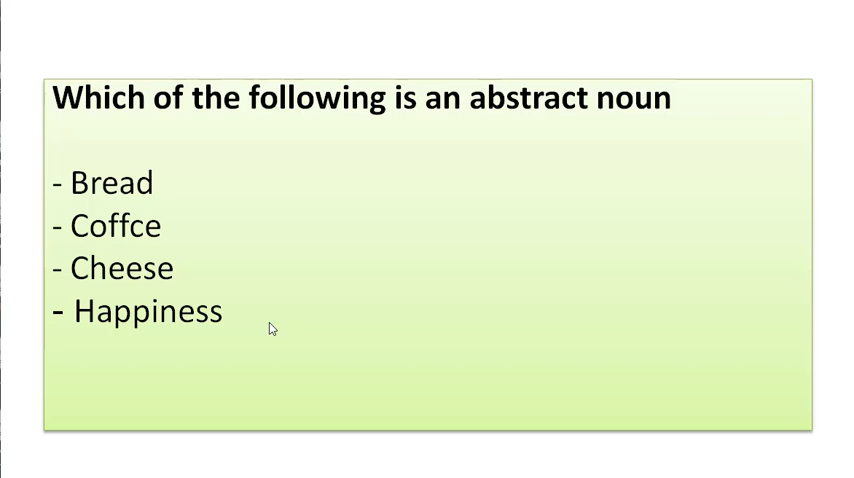 Which of the following is an abstract noun
- Bread
- Coffce
- Cheese
- Happiness